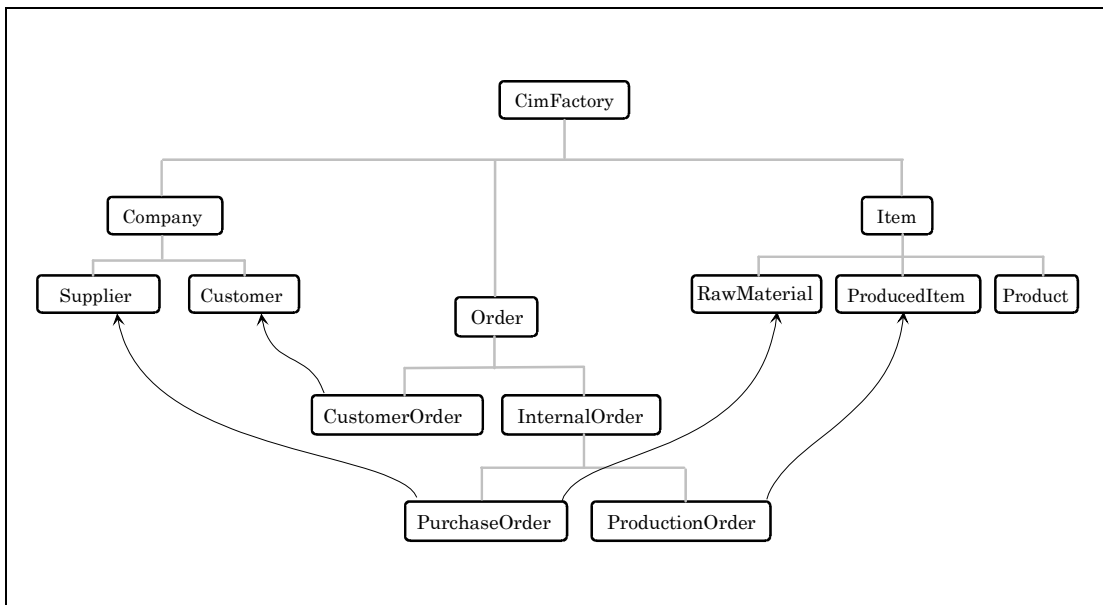 CimFactory
Company
Item
Supplier
Customer
RawMaterial
ProducedItem
Product
Order
CustomerOrder
InternalOrder
PurchaseOrder
ProductionOrder